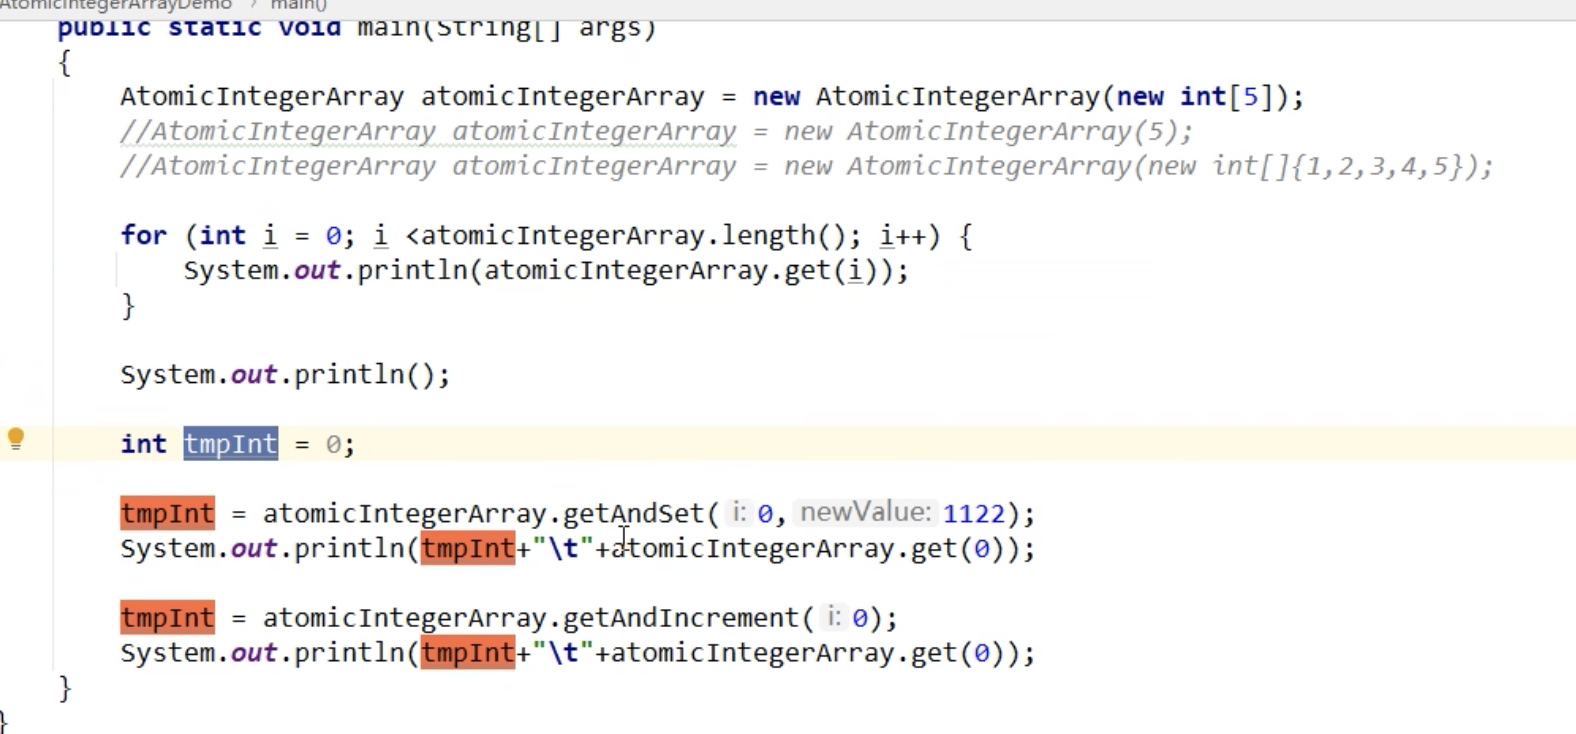 AtomicIntegerArrayDemo > main()
public static void main(String[] args)
{
AtomicIntegerArray atomicIntegerArray = new AtomicIntegerArray(new int[5]);
//AtomicIntegerArray atomicIntegerArray = new AtomicIntegerArray(5);
//AtomicIntegerArray atomicIntegerArray = new AtomicIntegerArray(new int[]{1,2,3,4,5});
for (int i = 0; i <atomicIntegerArray.length(); i++) {
System.out.println(atomicIntegerArray.get(i));
}
System.out.println();
int tmpInt = 0;
tmpInt = atomicIntegerArray.getAndSet( i: 0, newValue: 1122);
System.out.println(tmpInt+"\t"+atomicIntegerArray.get(0));
tmpInt = atomicIntegerArray.getAndIncrement( i: 0);
System.out.println(tmpInt+"\t"+atomicIntegerArray.get(0));
}
}